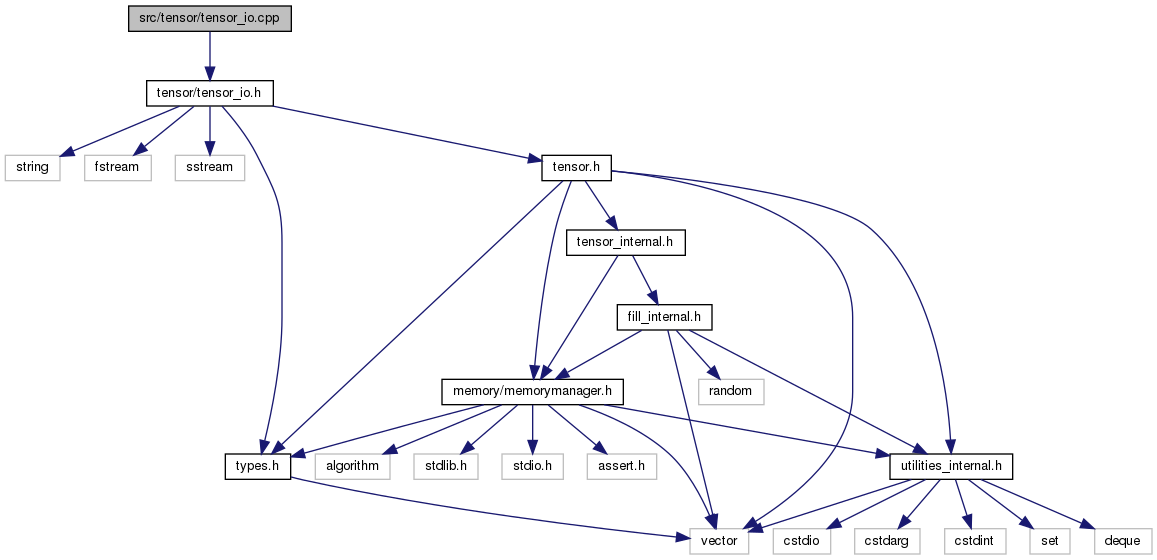 src/tensor/tensor_io.cpp
tensor/tensor_io.h
string
fstream
sstream
tensor.h
tensor_internal.h
fill_internal.h
memory/memorymanager.h
random
types.h
algorithm
stdlib.h
stdio.h
assert.h
utilities_internal.h
vector
cstdio
cstdarg
cstdint
set
deque